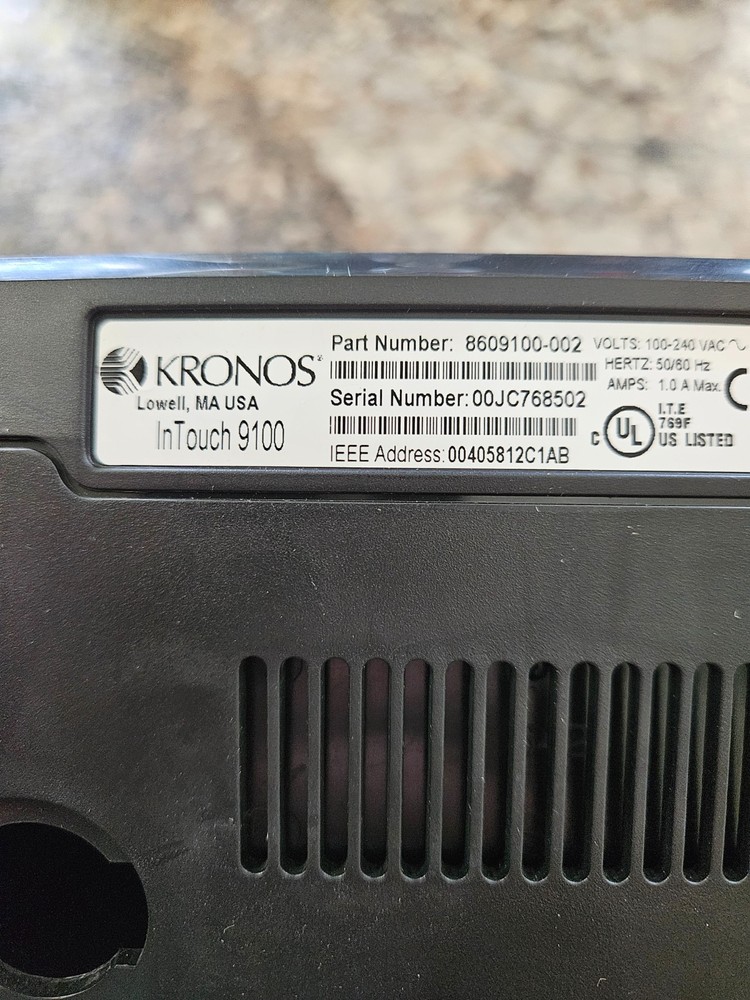 KRONOS®
Lowell, MA USA
InTouch 9100
Part Number: 8609100-002
Serial Number: 00JC768502
IEEE Address: 00405812C1AB
VOLTS: 100-240 VAC
HERTZ: 50/60 Hz
AMPS: 1.0 A Max.
C UL US LISTED
I.T.E
769F